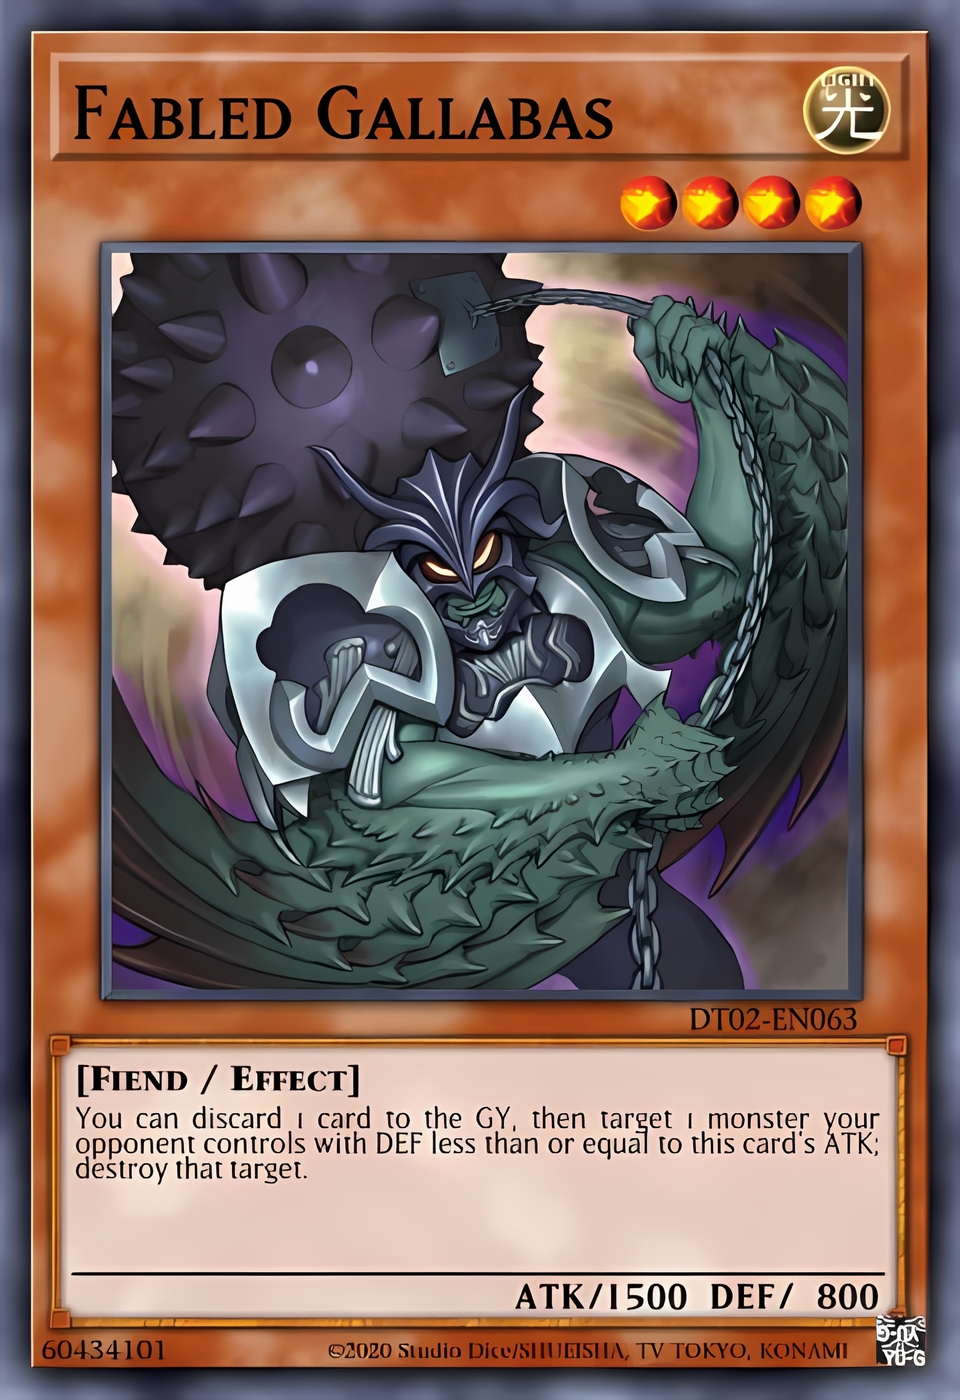 FABLED GALLABAS
光
DT02-EN063
[FIEND / EFFECT]
You can discard 1 card to the GY, then target 1 monster your
opponent controls with DEF less than or equal to this card's ATK;
destroy that target.
ATK/1500 DEF/ 800
60434101 ©2020 Studio Dice/SHUEISHA, TV TOKYO, KONAMI